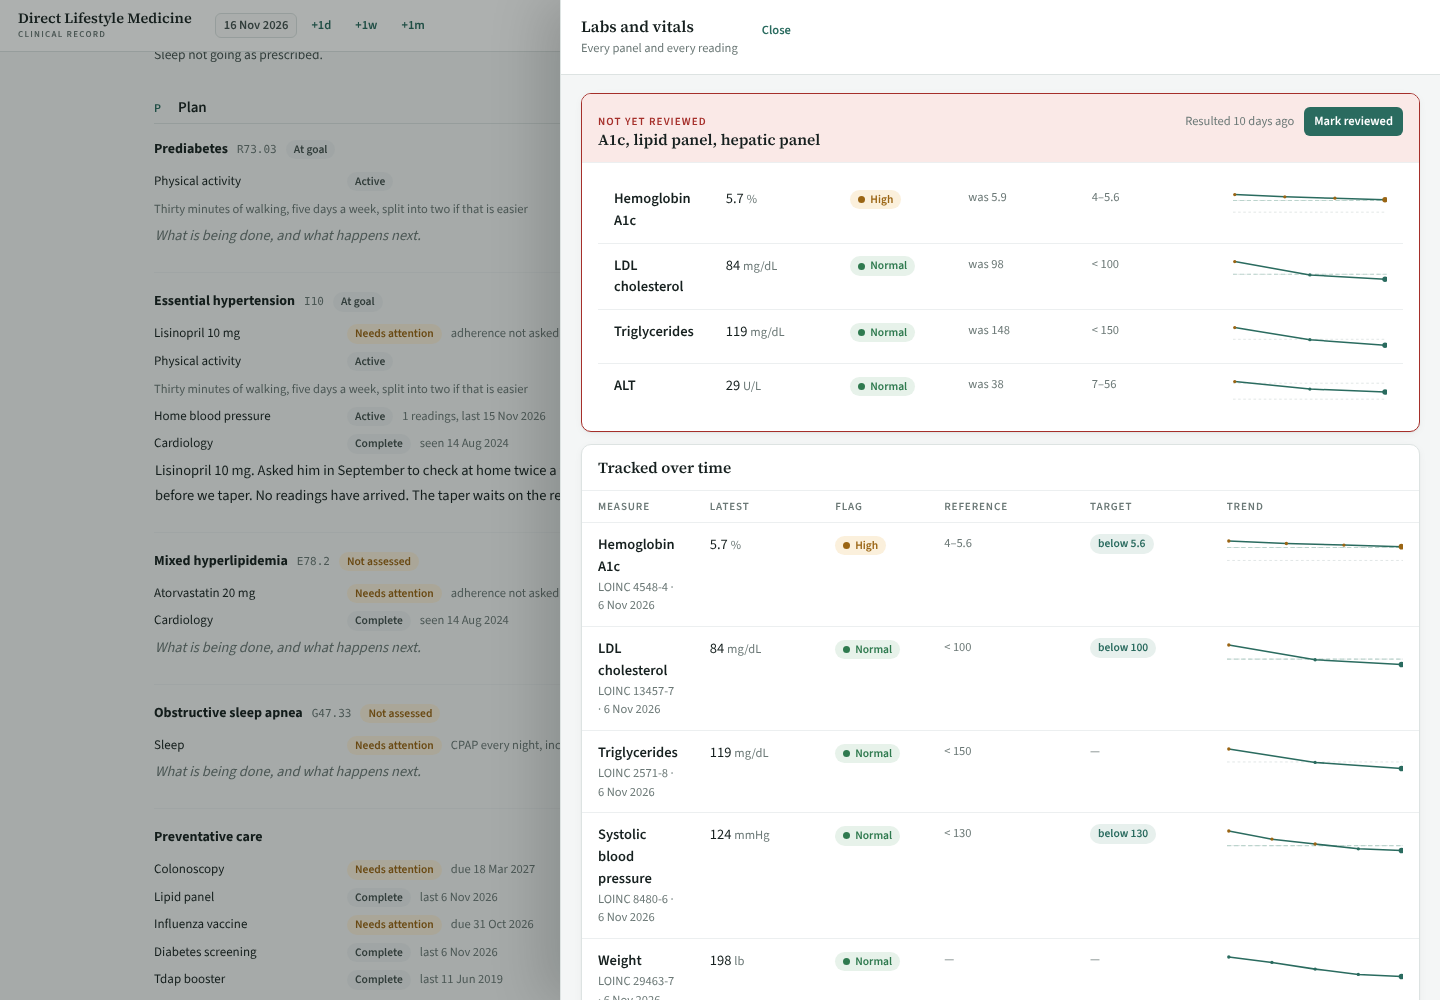 Direct Lifestyle Medicine
CLINICAL RECORD
16 Nov 2026 +1d +1w +1m
Sleep not going as prescribed.
P Plan
Prediabetes R73.03 At goal
Physical activity Active
Thirty minutes of walking, five days a week, split into two if that is easier
What is being done, and what happens next.
Essential hypertension I10 At goal
Lisinopril 10 mg Needs attention adherence not asked
Physical activity Active
Thirty minutes of walking, five days a week, split into two if that is easier
Home blood pressure Active 1 readings, last 15 Nov 2026
Cardiology Complete seen 14 Aug 2024
Lisinopril 10 mg. Asked him in September to check at home twice a
before we taper. No readings have arrived. The taper waits on the re
Mixed hyperlipidemia E78.2 Not assessed
Atorvastatin 20 mg Needs attention adherence not asked
Cardiology Complete seen 14 Aug 2024
What is being done, and what happens next.
Obstructive sleep apnea G47.33 Not assessed
Sleep Needs attention CPAP every night, inc
What is being done, and what happens next.
Preventative care
Colonoscopy Needs attention due 18 Mar 2027
Lipid panel Complete last 6 Nov 2026
Influenza vaccine Needs attention due 31 Oct 2026
Diabetes screening Complete last 6 Nov 2026
Tdap booster Complete last 11 Jun 2019
Labs and vitals Close
Every panel and every reading
NOT YET REVIEWED
A1c, lipid panel, hepatic panel
Resulted 10 days ago Mark reviewed
Hemoglobin A1c 5.7 % High was 5.9 4–5.6
LDL cholesterol 84 mg/dL Normal was 98 < 100
Triglycerides 119 mg/dL Normal was 148 < 150
ALT 29 U/L Normal was 38 7–56
Tracked over time
MEASURE LATEST FLAG REFERENCE TARGET TREND
Hemoglobin 5.7 % High 4–5.6 below 5.6
A1c
LOINC 4548-4 ·
6 Nov 2026
LDL 84 mg/dL Normal < 100 below 100
cholesterol
LOINC 13457-7
· 6 Nov 2026
Triglycerides 119 mg/dL Normal < 150 —
LOINC 2571-8 ·
6 Nov 2026
Systolic 124 mmHg Normal < 130 below 130
blood
pressure
LOINC 8480-6 ·
6 Nov 2026
Weight 198 lb Normal — —
LOINC 29463-7
· 6 Nov 2026